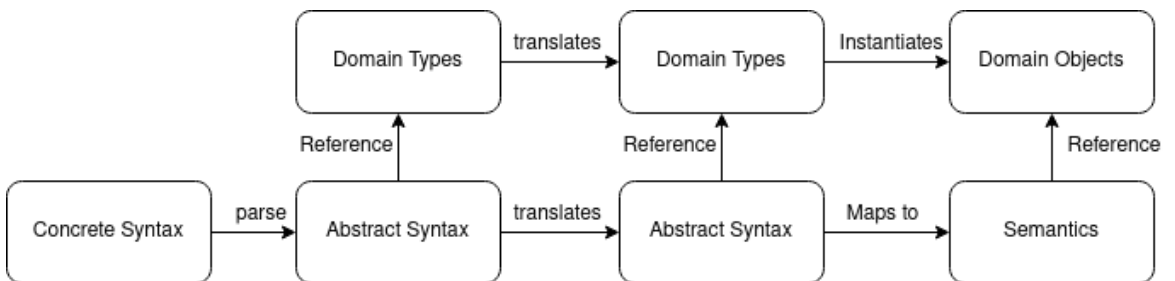 Domain Types
translates
Domain Types
Instantiates
Domain Objects
Reference
Reference
Reference
Concrete Syntax
parse
Abstract Syntax
translates
Abstract Syntax
Maps to
Semantics